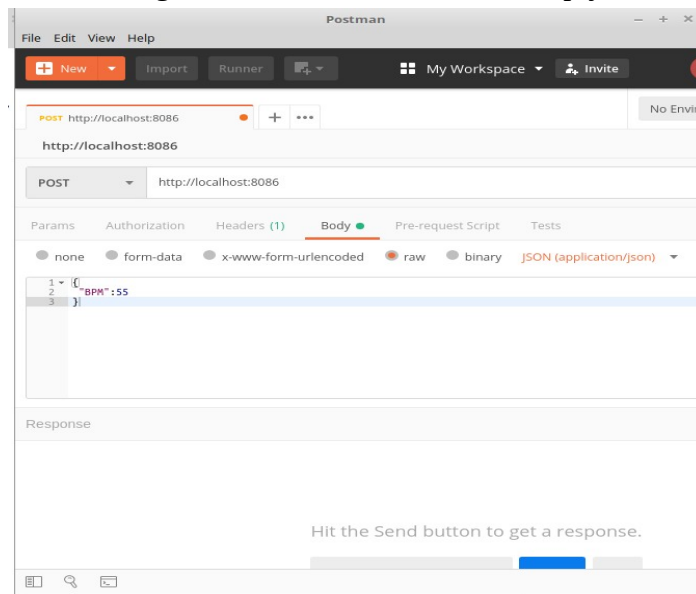 Postman
File Edit View Help
New Import Runner My Workspace Invite
No Envi
POST http://localhost:8086
http://localhost:8086
POST http://localhost:8086
Params Authorization Headers (1) Body Pre-request Script Tests
none form-data x-www-form-urlencoded raw binary JSON (application/json)
1 {
2 "BPM":55
3 }
Response
Hit the Send button to get a response.